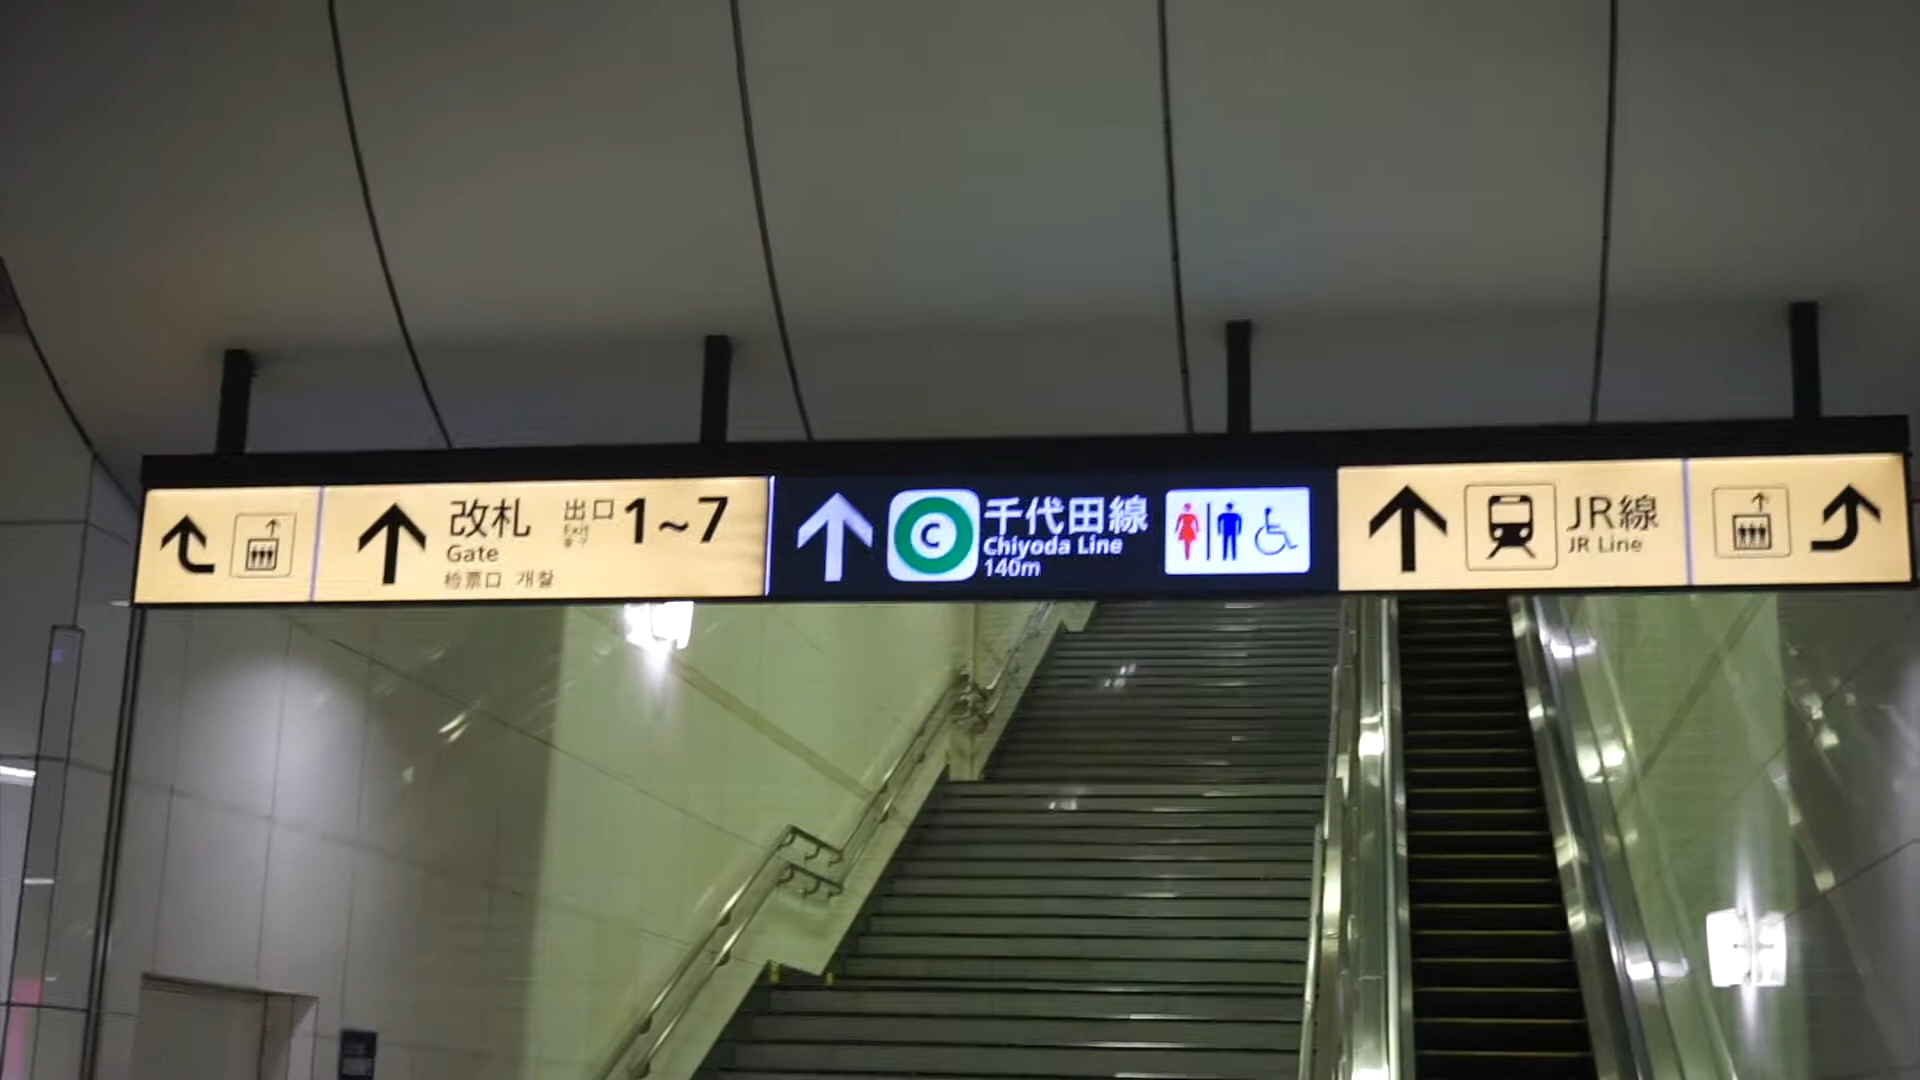 改札
Gate
检票口 개찰
出口
Exit
1~7
C
千代田線
Chiyoda Line
140m
JR線
JR Line